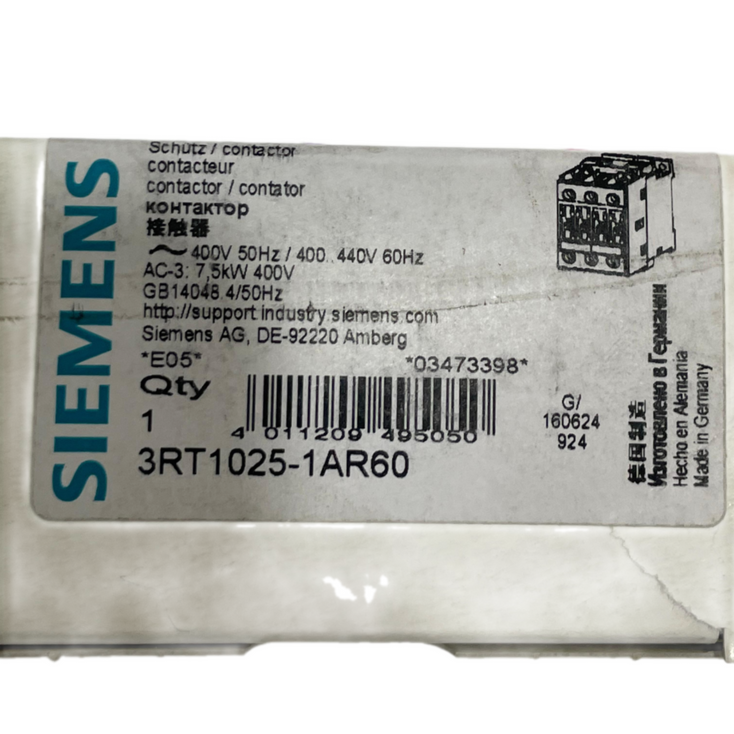 SIEMENS
Schütz / contactor
contacteur
contactor / contator
контактор
接触器
~ 400V 50Hz / 400..440V 60Hz
AC-3: 7,5kW 400V
GB14048.4/50Hz
http://support.industry.siemens.com
Siemens AG, DE-92220 Amberg
*E05*
*03473398*
Qty
1
4 011209 495050
3RT1025-1AR60
G/
160624
924
德国制造
Изготовлено в Германии
Hecho en Alemania
Made in Germany